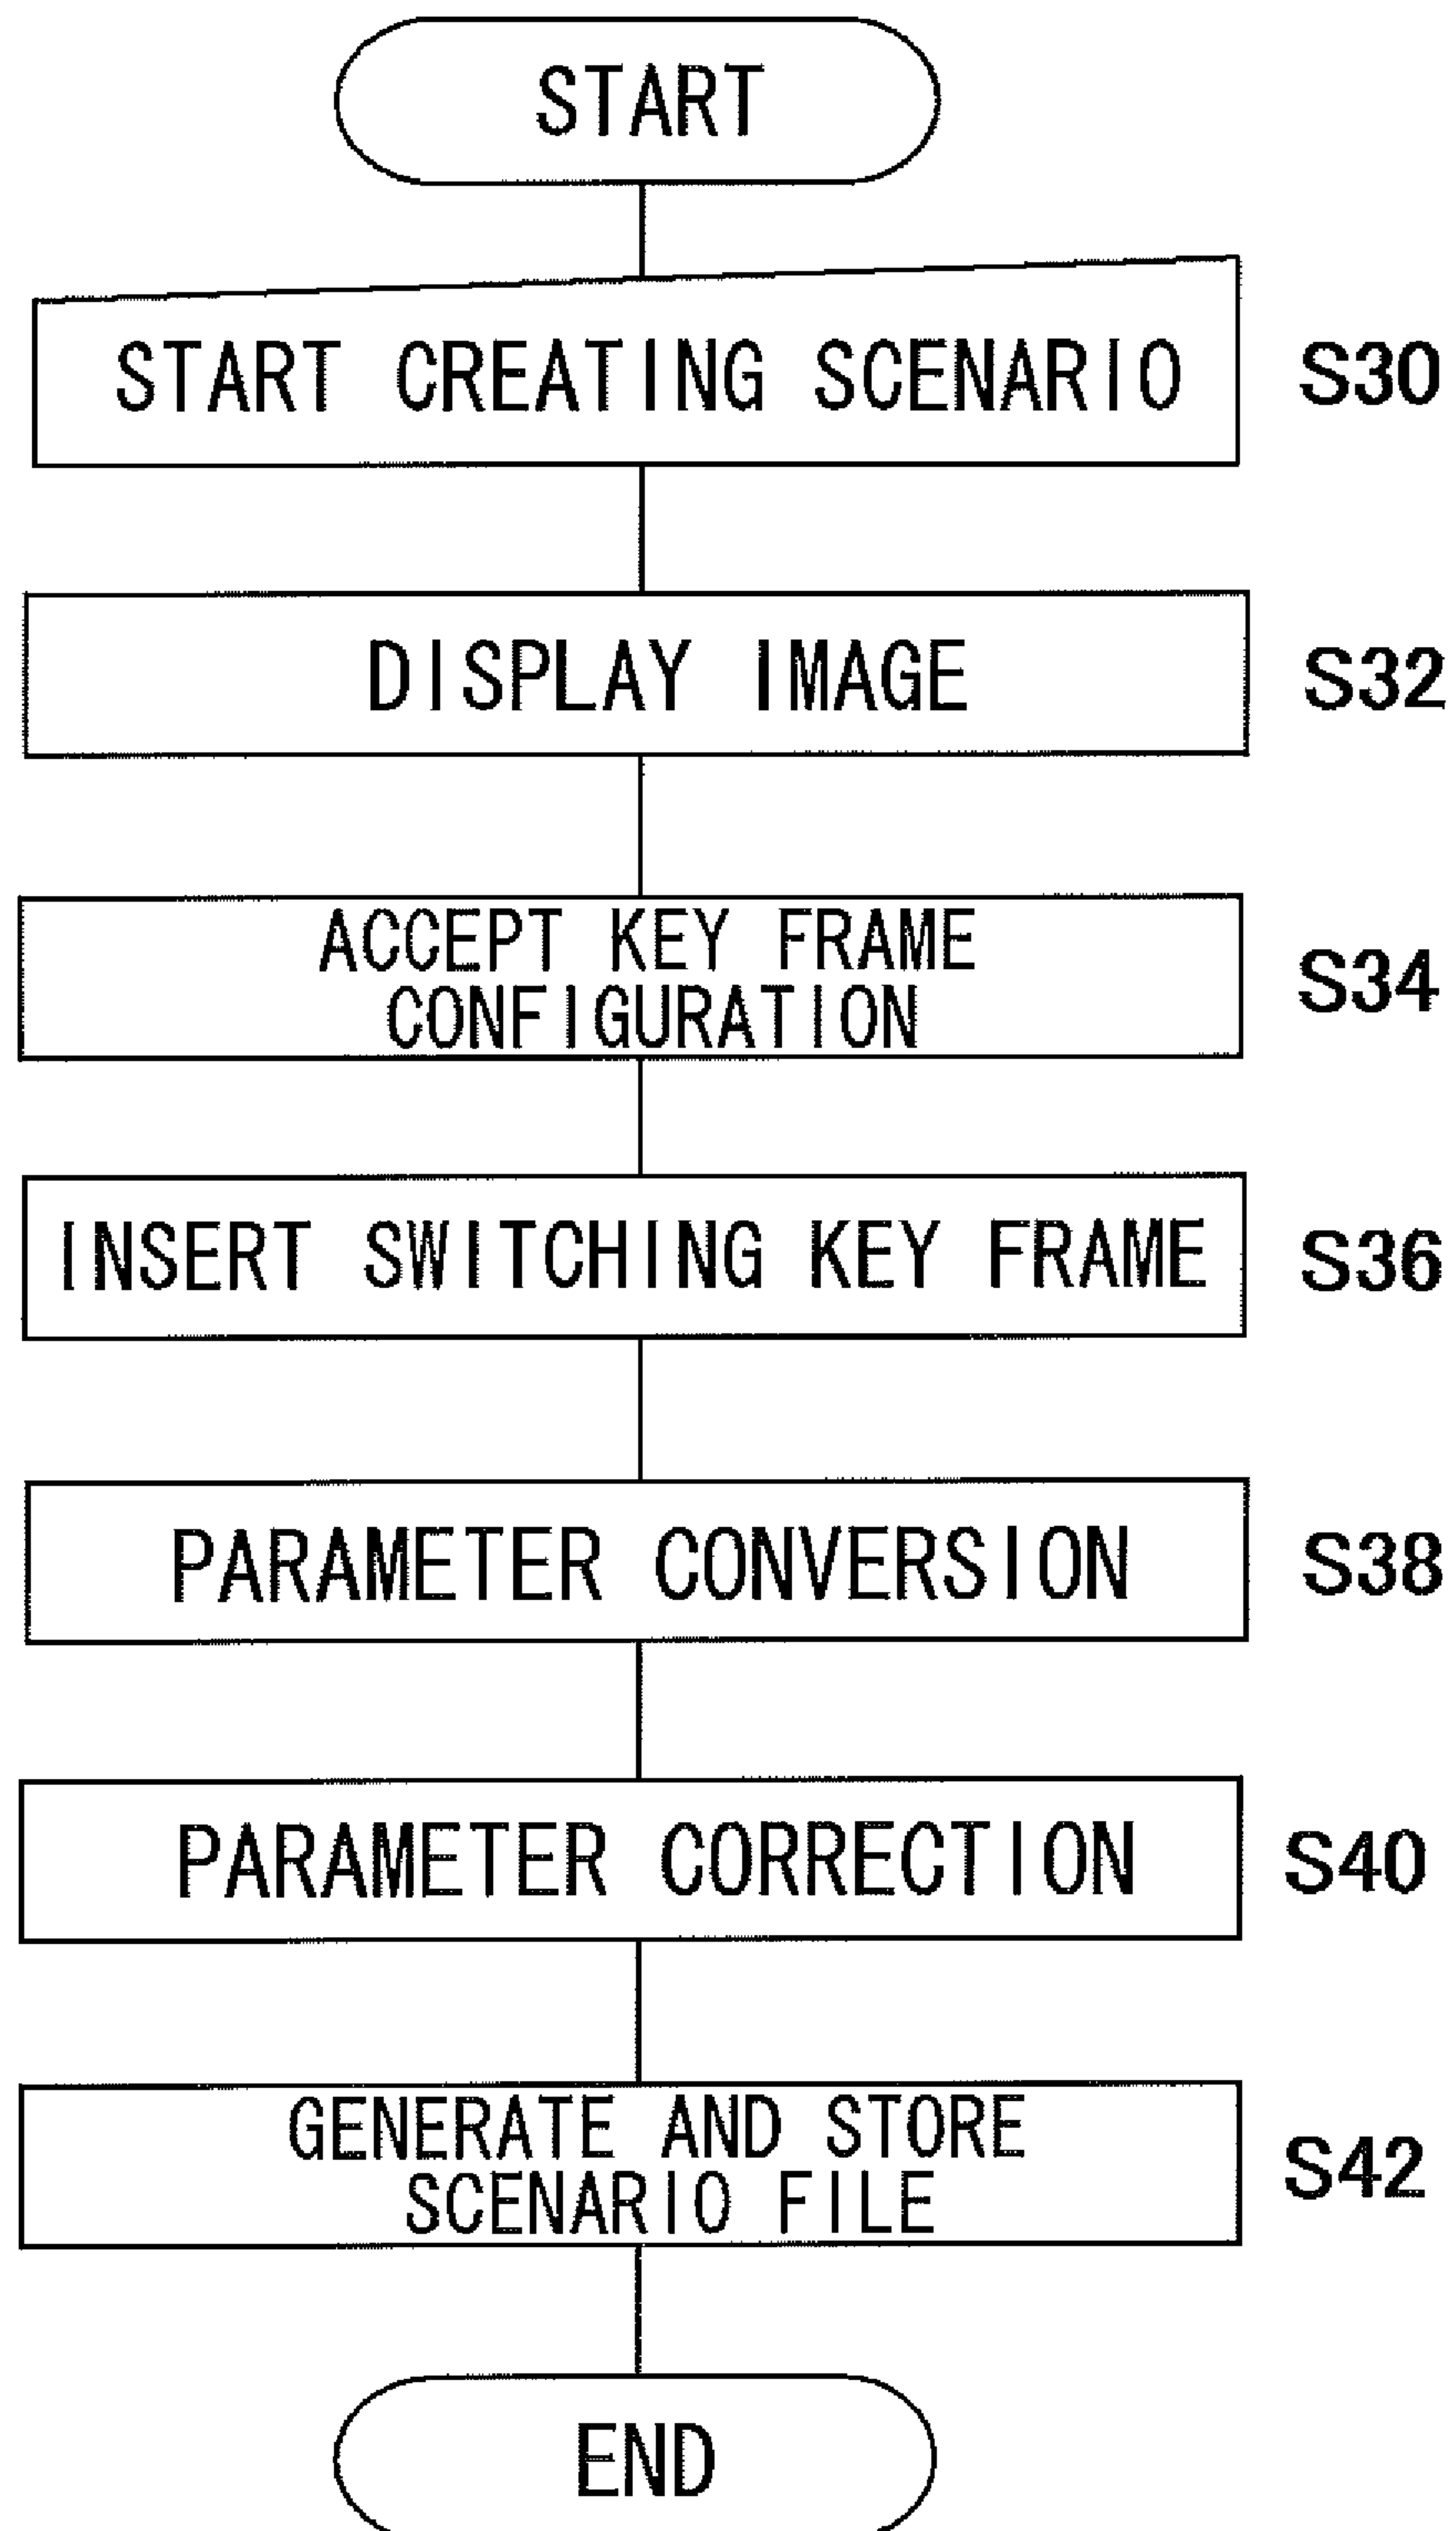 START
START CREATING SCENARIO S30
DISPLAY IMAGE S32
ACCEPT KEY FRAME
CONFIGURATION S34
INSERT SWITCHING KEY FRAME S36
PARAMETER CONVERSION S38
PARAMETER CORRECTION S40
GENERATE AND STORE
SCENARIO FILE S42
END